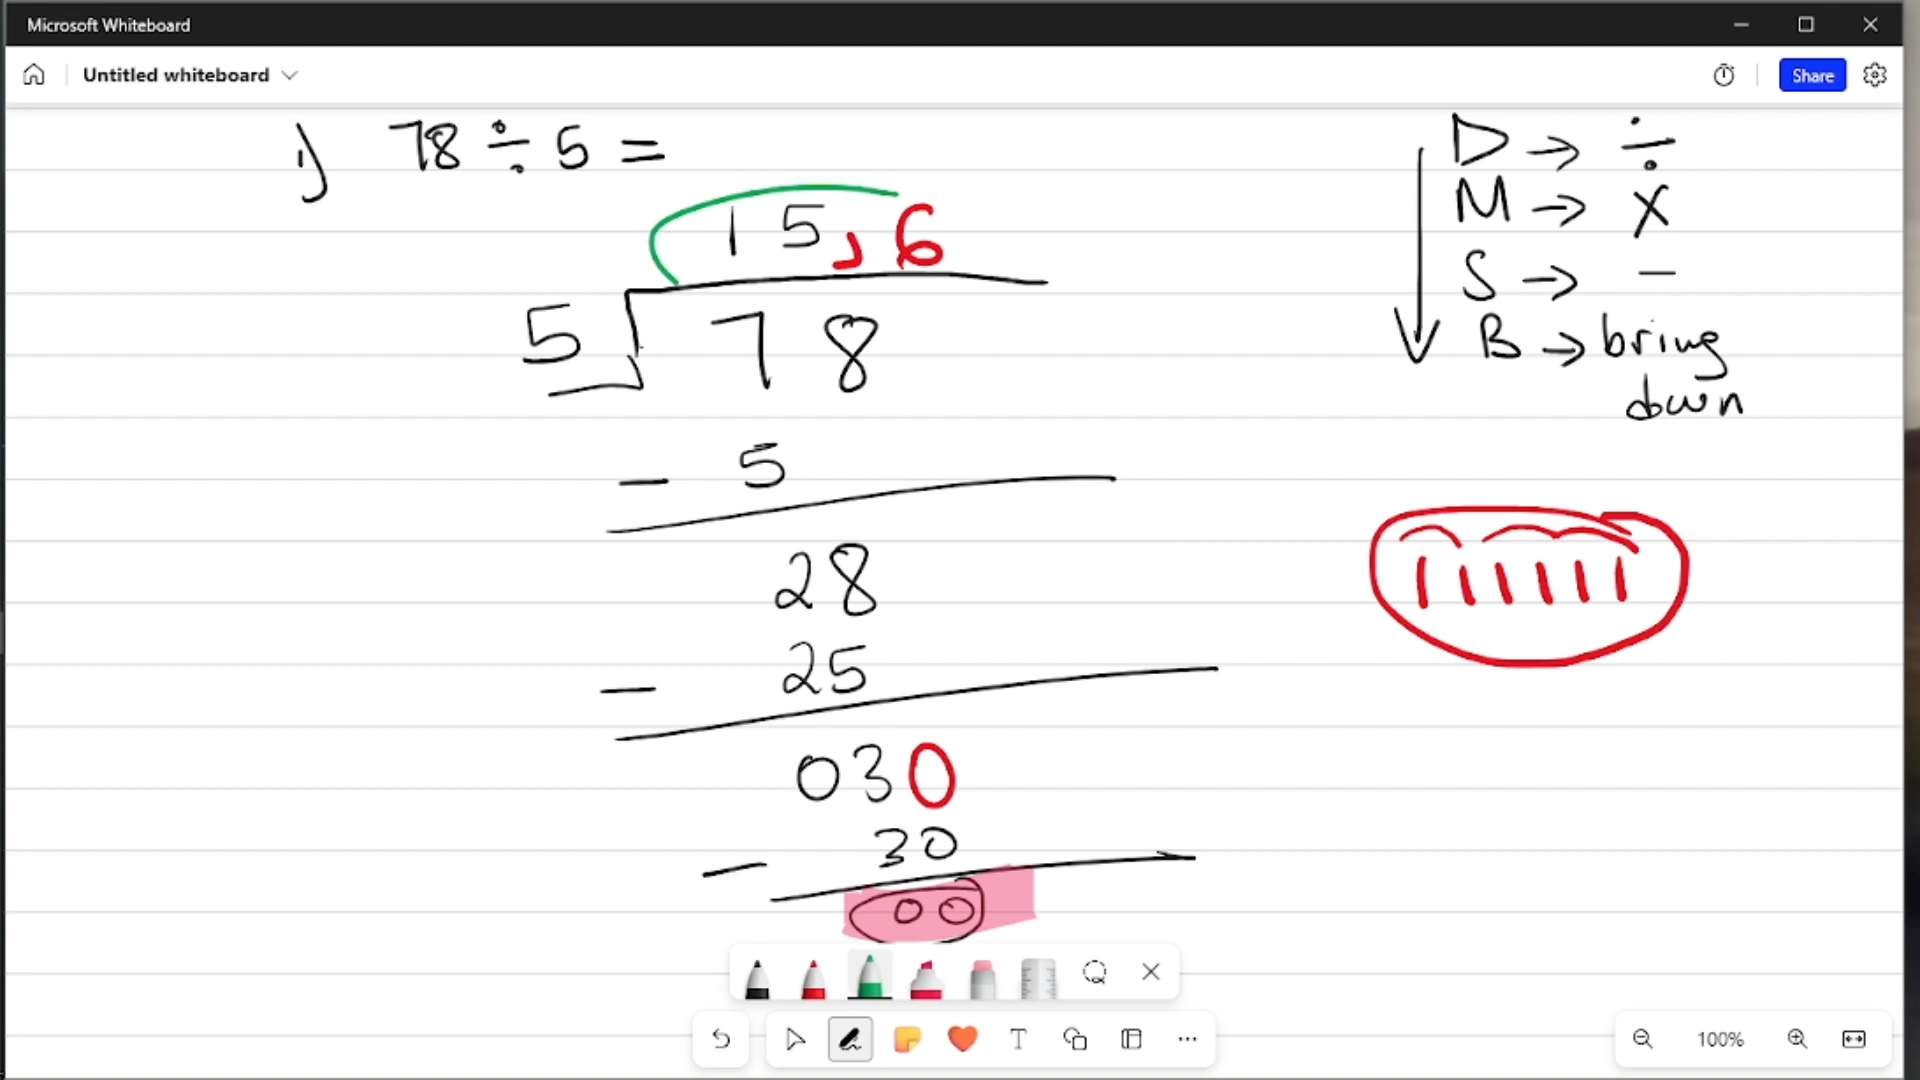 Microsoft Whiteboard
Untitled whiteboard
Share
1) 78 ÷ 5 =
15,6
5 78
- 5
28
- 25
030
- 30
00
D → ÷
M → X
S → −
B → bring
down
100%